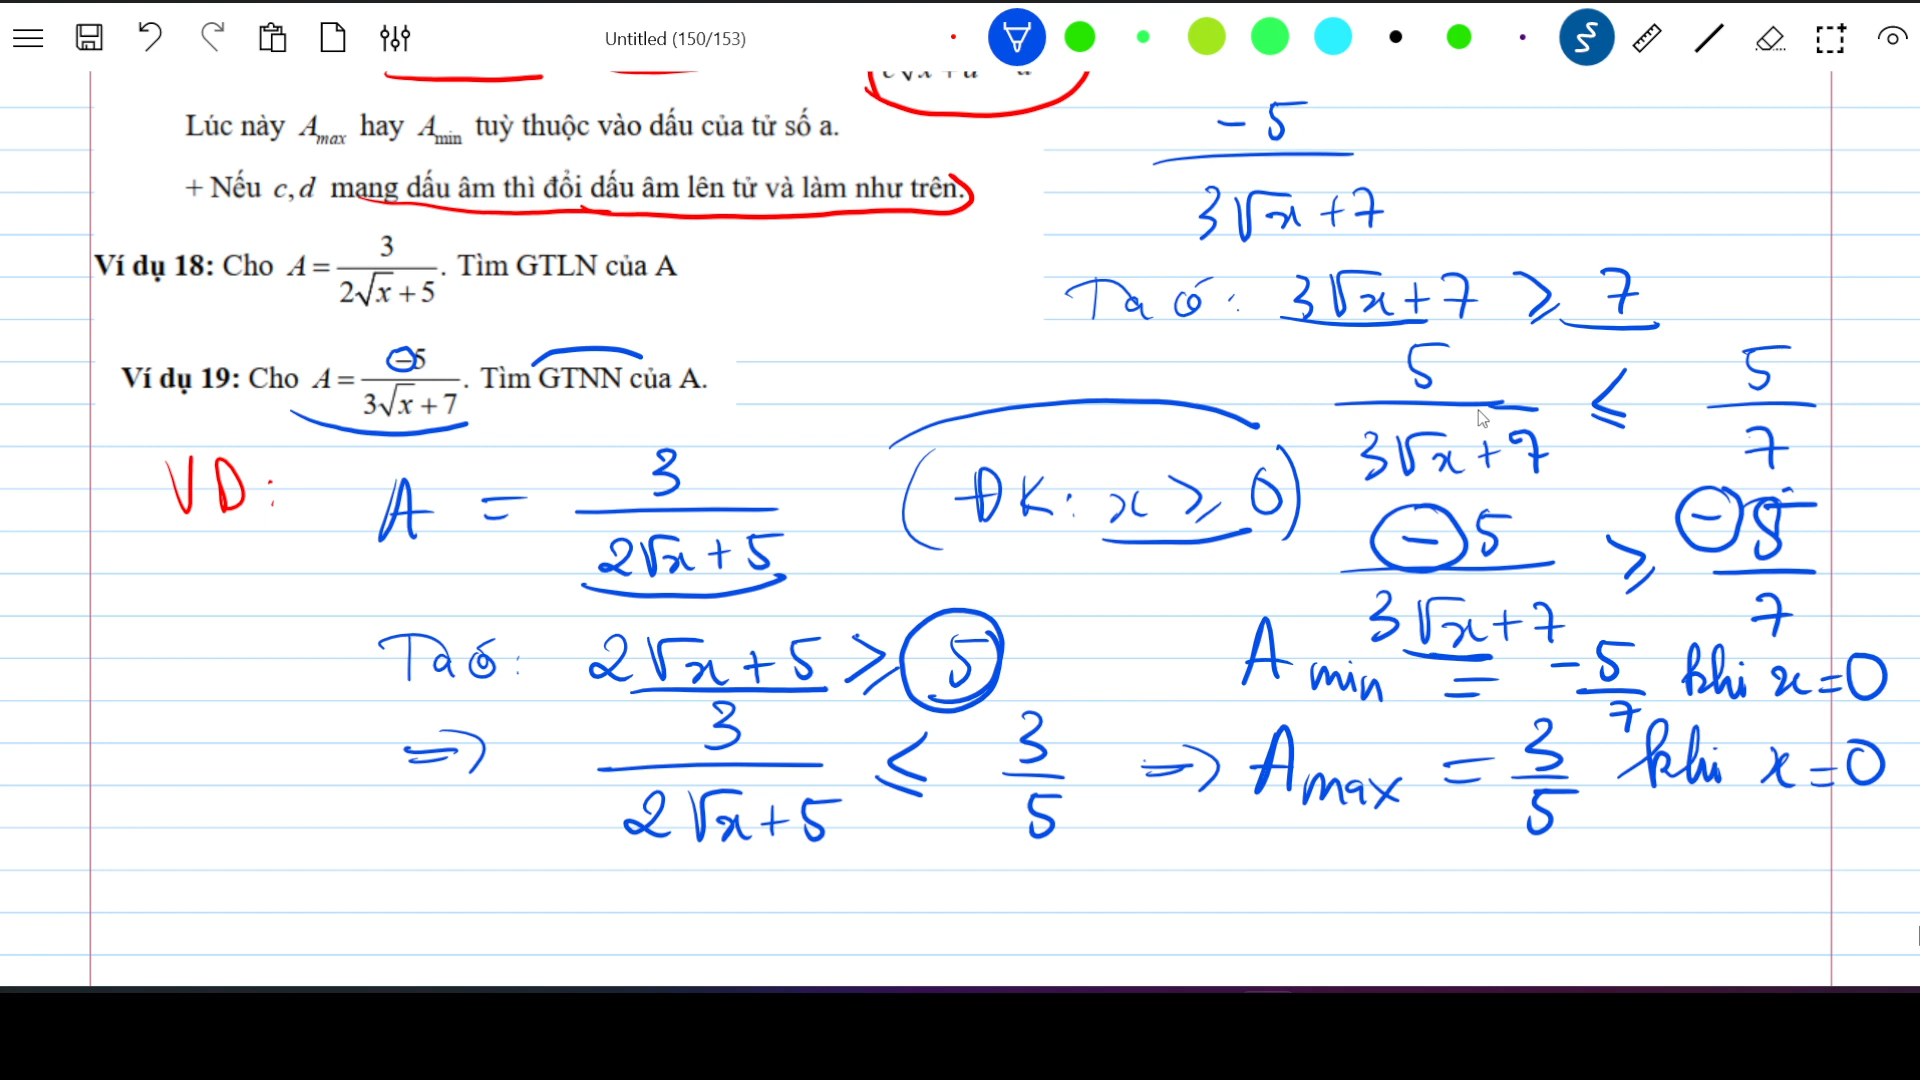 Untitled (150/153)
Lúc này A_max hay A_min tuỳ thuộc vào dấu của tử số a.
+ Nếu c,d mang dấu âm thì đổi dấu âm lên tử và làm như trên.
Ví dụ 18: Cho A = 3/(2√x + 5). Tìm GTLN của A
Ví dụ 19: Cho A = −5/(3√x + 7). Tìm GTNN của A.
VD: A = 3/(2√x + 5) (ĐK: x ≥ 0)
Ta có: 2√x + 5 ≥ 5
=> 3/(2√x + 5) ≤ 3/5 => A max = 3/5 khi x = 0
−5/(3√x + 7)
Ta có: 3√x + 7 ≥ 7
5/(3√x + 7) ≤ 5/7
−5/(3√x + 7) ≥ −5/7
A min = −5/7 khi x = 0